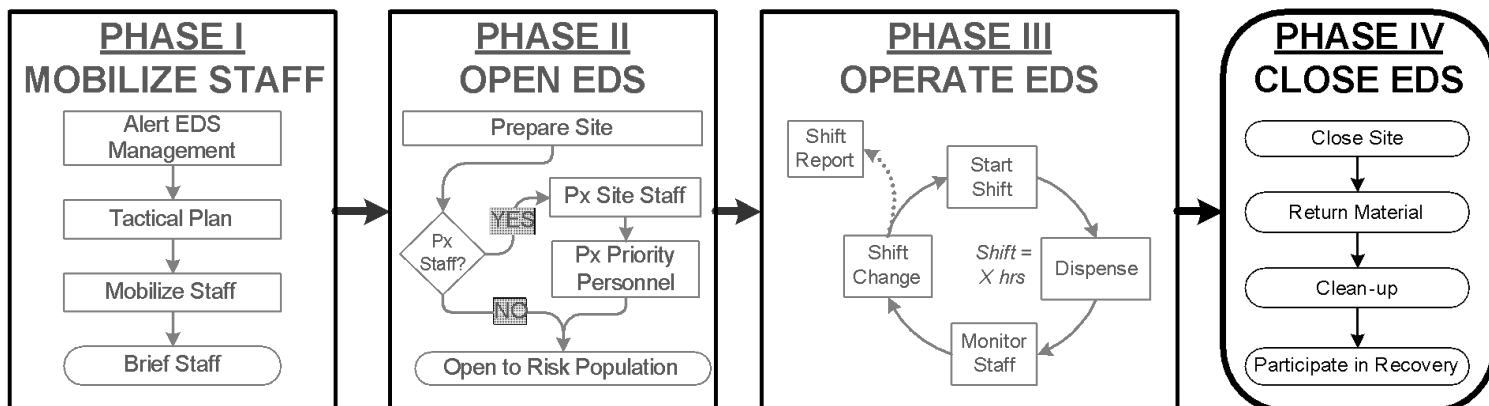 PHASE I
MOBILIZE STAFF
Alert EDS
Management
Tactical Plan
Mobilize Staff
Brief Staff
PHASE II
OPEN EDS
Prepare Site
Px
Staff?
YES
Px Site Staff
Px Priority
Personnel
NO
Open to Risk Population
PHASE III
OPERATE EDS
Shift
Report
Start
Shift
Shift
Change
Shift =
X hrs
Dispense
Monitor
Staff
PHASE IV
CLOSE EDS
Close Site
Return Material
Clean-up
Participate in Recovery